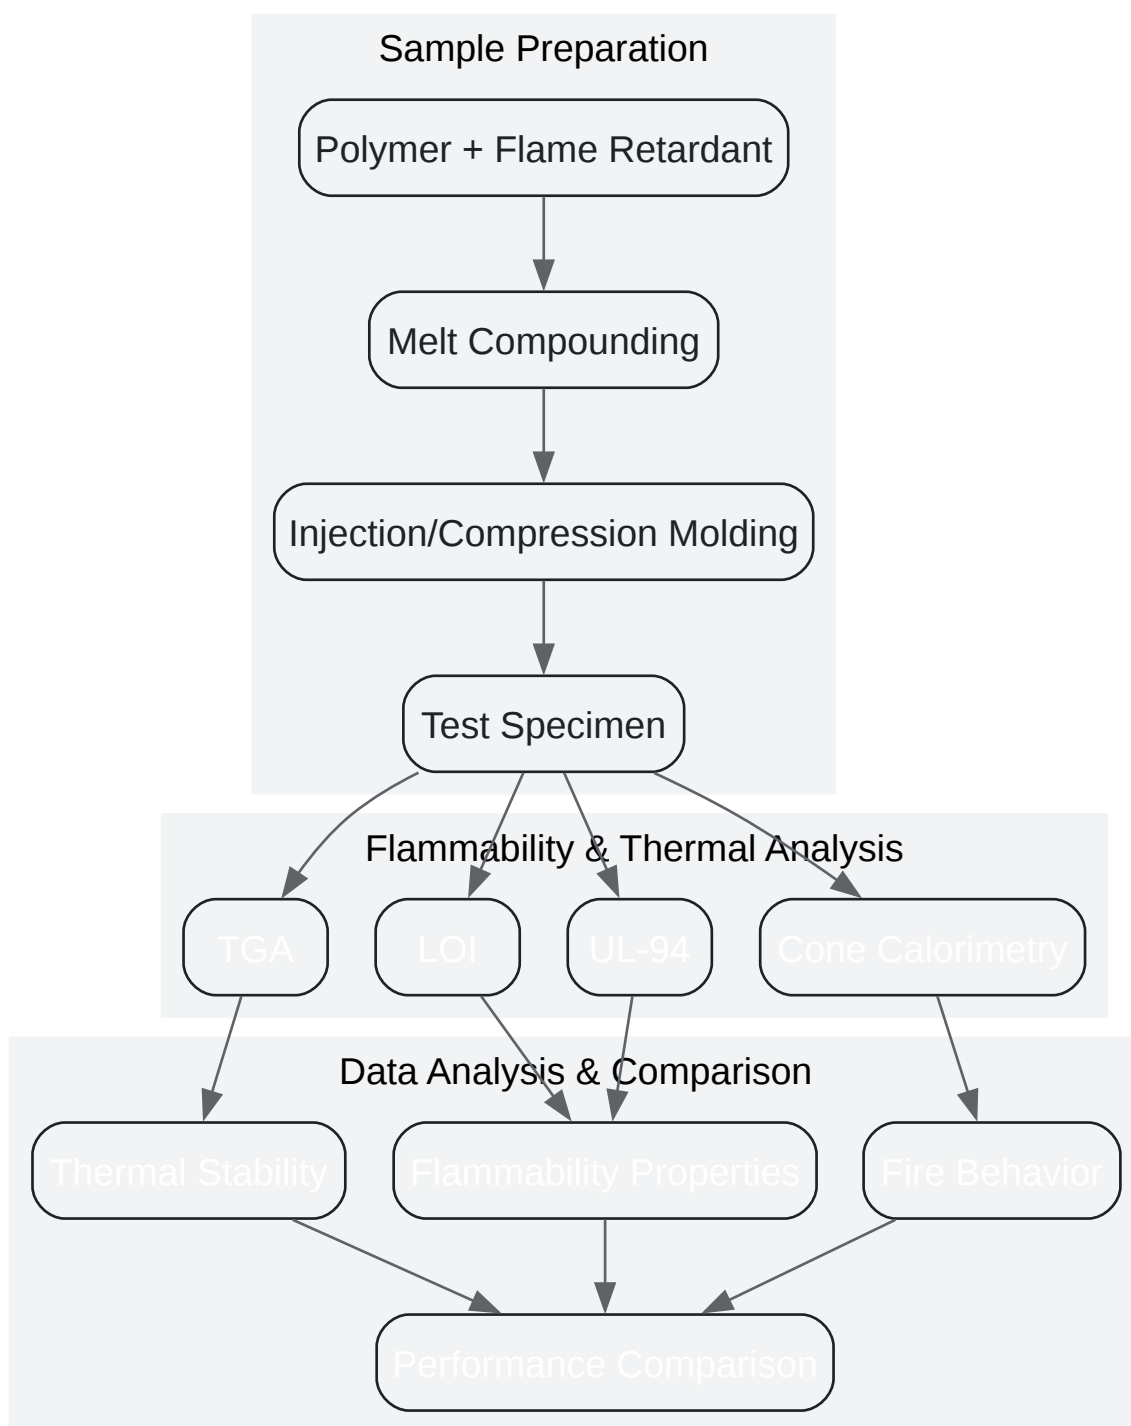 Sample Preparation
Polymer + Flame Retardant
Melt Compounding
Injection/Compression Molding
Test Specimen
Flammability & Thermal Analysis
TGA
LOI
UL-94
Cone Calorimetry
Data Analysis & Comparison
Thermal Stability
Flammability Properties
Fire Behavior
Performance Comparison